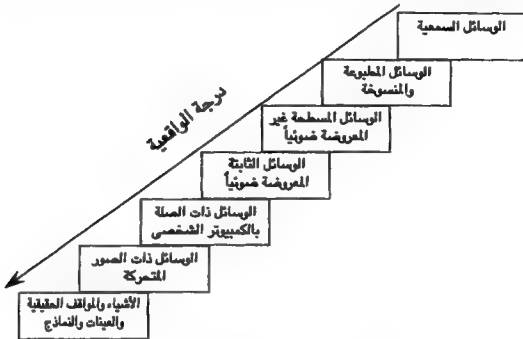 الوسائل السمعية
الوسائل المطبوعة
والمنسوخة
درجة الواقعية
الوسائل المسطحة غير
المعروضة ضوئياً
الوسائل الثابتة
المعروضة ضوئياً
الوسائل ذات الصلة
بالكمبيوتر الشخصى
الوسائل ذات الصور
المتحركة
الأشياء والمواقف الحقيقية
والعينات والنماذج